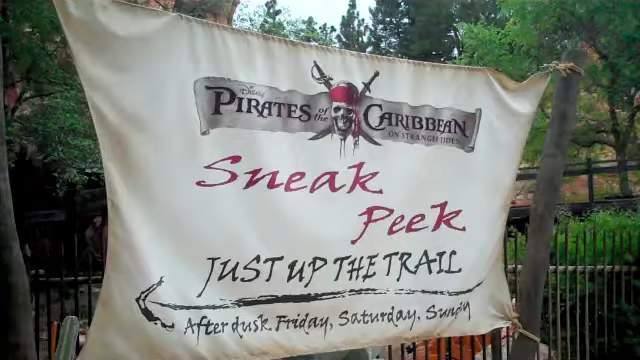 Disney
PIRATES of the CARIBBEAN
ON STRANGER TIDES
Sneak
Peek
JUST UP THE TRAIL
After dusk Friday, Saturday, Sunday